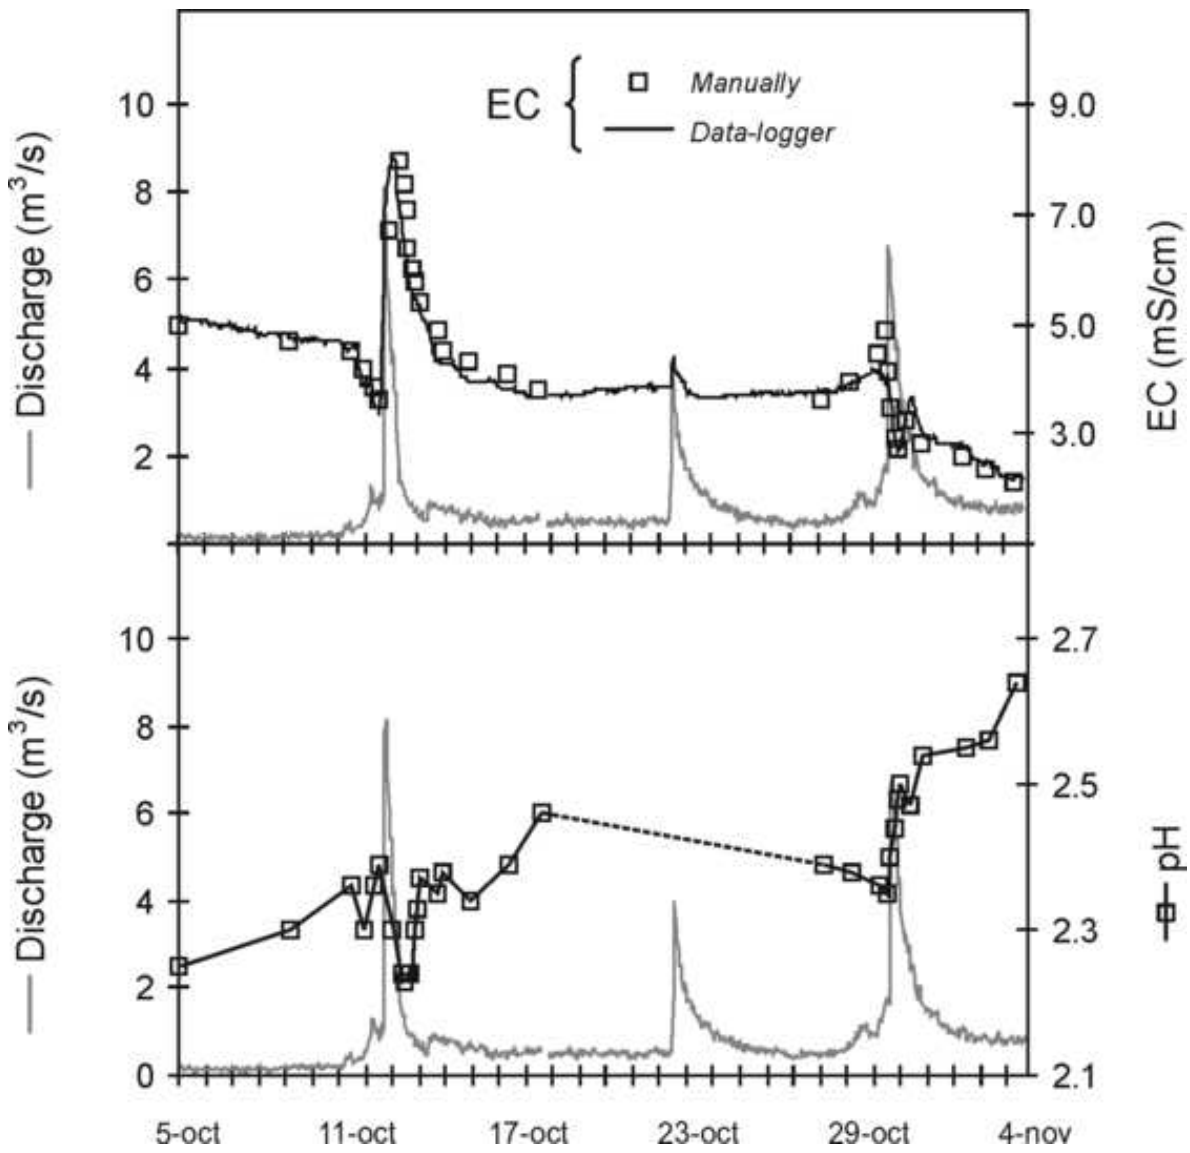 EC
Manually
Data-logger
Discharge (m³/s)
10
8
6
4
2
9.0
7.0
5.0
3.0
EC (mS/cm)
Discharge (m³/s)
10
8
6
4
2
0
2.7
2.5
2.3
2.1
pH
5-oct 11-oct 17-oct 23-oct 29-oct 4-nov